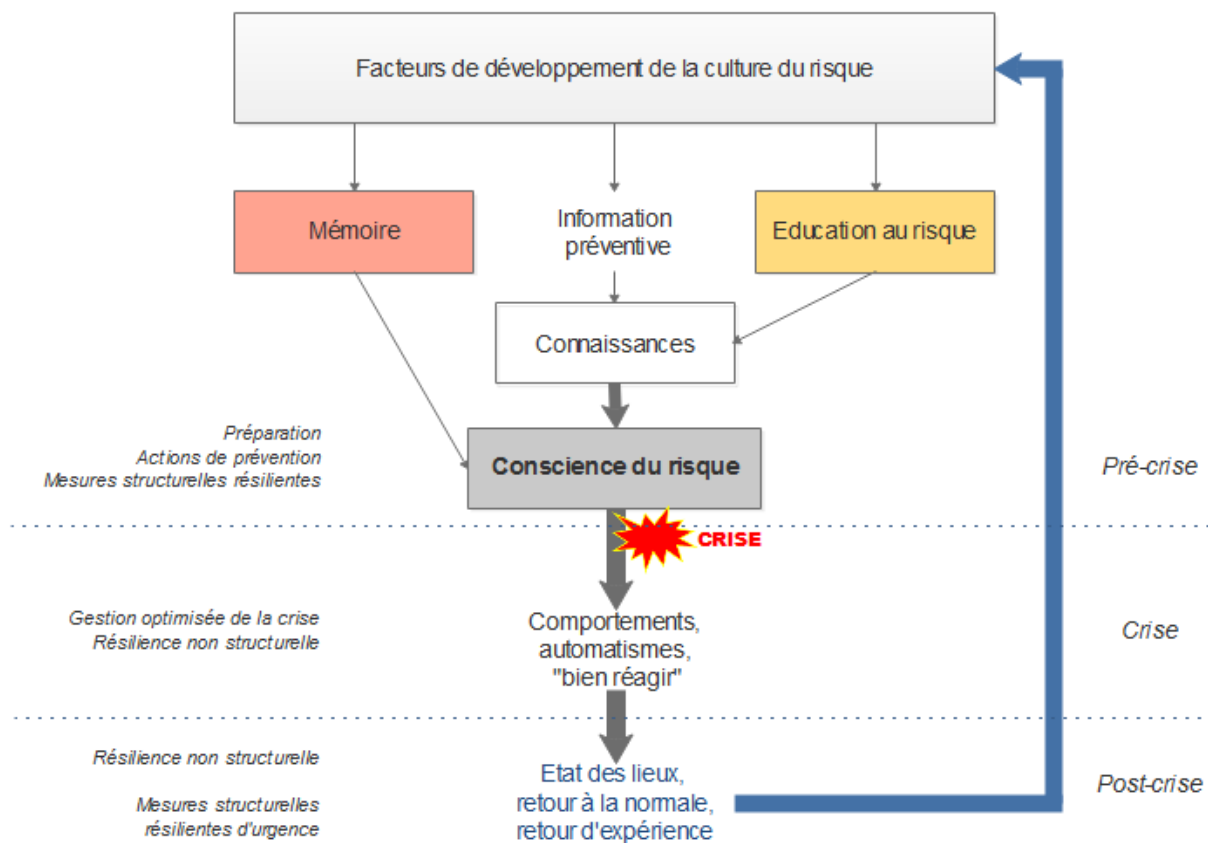 Facteurs de développement de la culture du risque
Mémoire
Information
préventive
Education au risque
Connaissances
Préparation
Actions de prévention
Mesures structurelles résilientes
Conscience du risque
Pré-crise
CRISE
Gestion optimisée de la crise
Résilience non structurelle
Comportements,
automatismes,
"bien réagir"
Crise
Résilience non structurelle
Mesures structurelles
résilientes d'urgence
Etat des lieux,
retour à la normale,
retour d'expérience
Post-crise